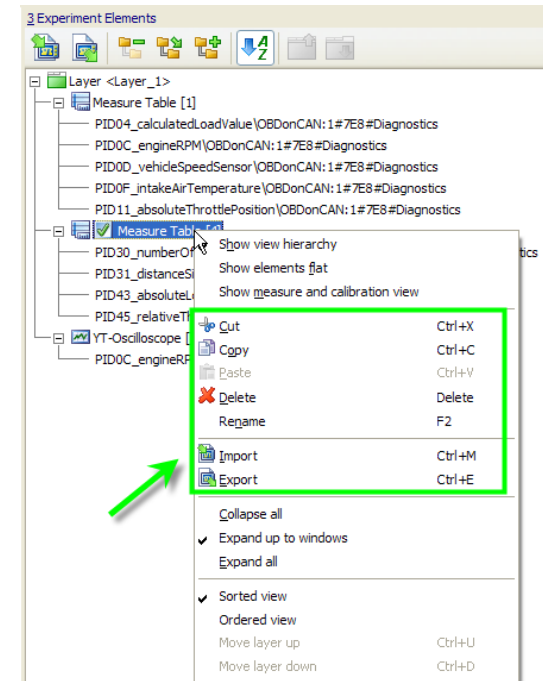 3 Experiment Elements
Layer <Layer_1>
Measure Table [1]
PID04_calculatedLoadValue\OBDonCAN:1#7E8#Diagnostics
PID0C_engineRPM\OBDonCAN:1#7E8#Diagnostics
PID0D_vehicleSpeedSensor\OBDonCAN:1#7E8#Diagnostics
PID0F_intakeAirTemperature\OBDonCAN:1#7E8#Diagnostics
PID11_absoluteThrottlePosition\OBDonCAN:1#7E8#Diagnostics
Measure Table [4]
PID30_numberOf
tics
PID31_distanceSi
PID43_absoluteL
PID45_relativeTh
YT-Oscilloscope [
PID0C_engineRP
Show view hierarchy
Show elements flat
Show measure and calibration view
Cut Ctrl+X
Copy Ctrl+C
Paste Ctrl+V
Delete Delete
Rename F2
Import Ctrl+M
Export Ctrl+E
Collapse all
Expand up to windows
Expand all
Sorted view
Ordered view
Move layer up Ctrl+U
Move layer down Ctrl+D